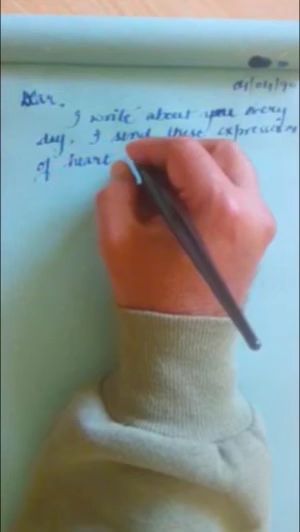 Dear.
I write about you every
day. I send these expressions
of heart